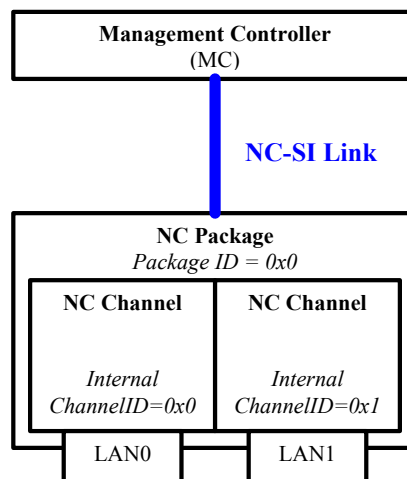 Management Controller
(MC)
NC-SI Link
NC Package
Package ID = 0x0
NC Channel
NC Channel
Internal
ChannelID=0x0
Internal
ChannelID=0x1
LAN0
LAN1